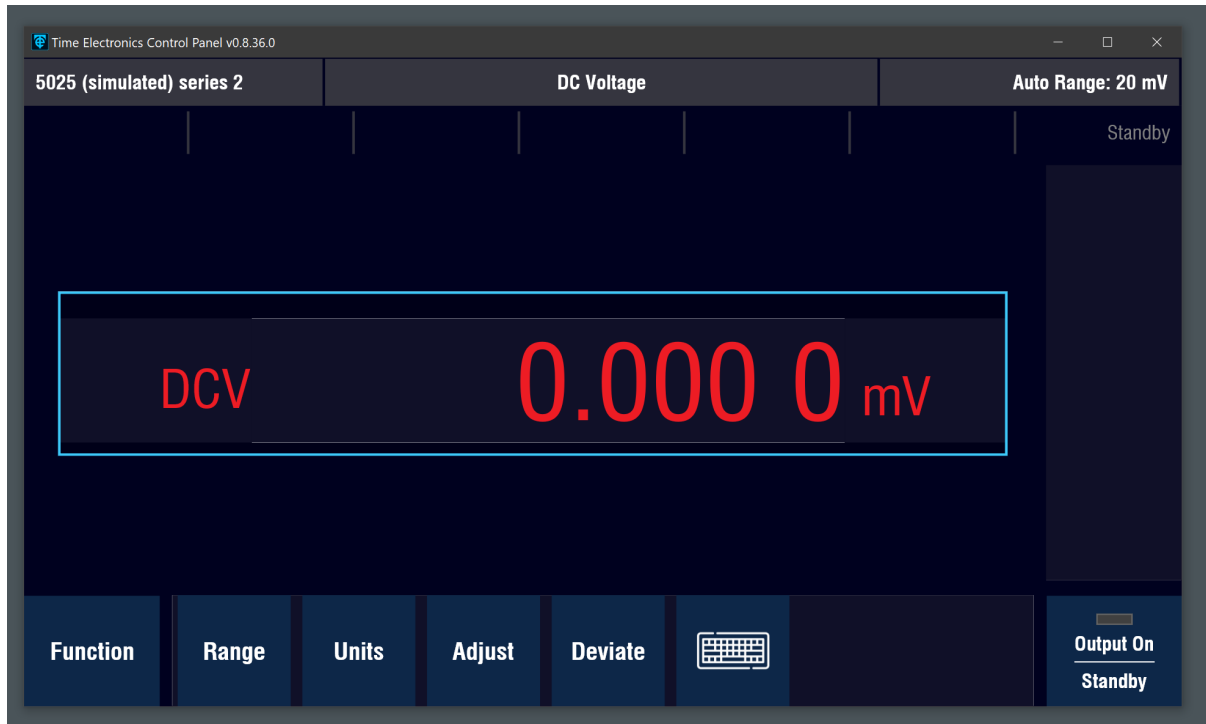 Time Electronics Control Panel v0.8.36.0
5025 (simulated) series 2 DC Voltage Auto Range: 20 mV
Standby
DCV 0.000 0 mV
Function Range Units Adjust Deviate Output On
Standby